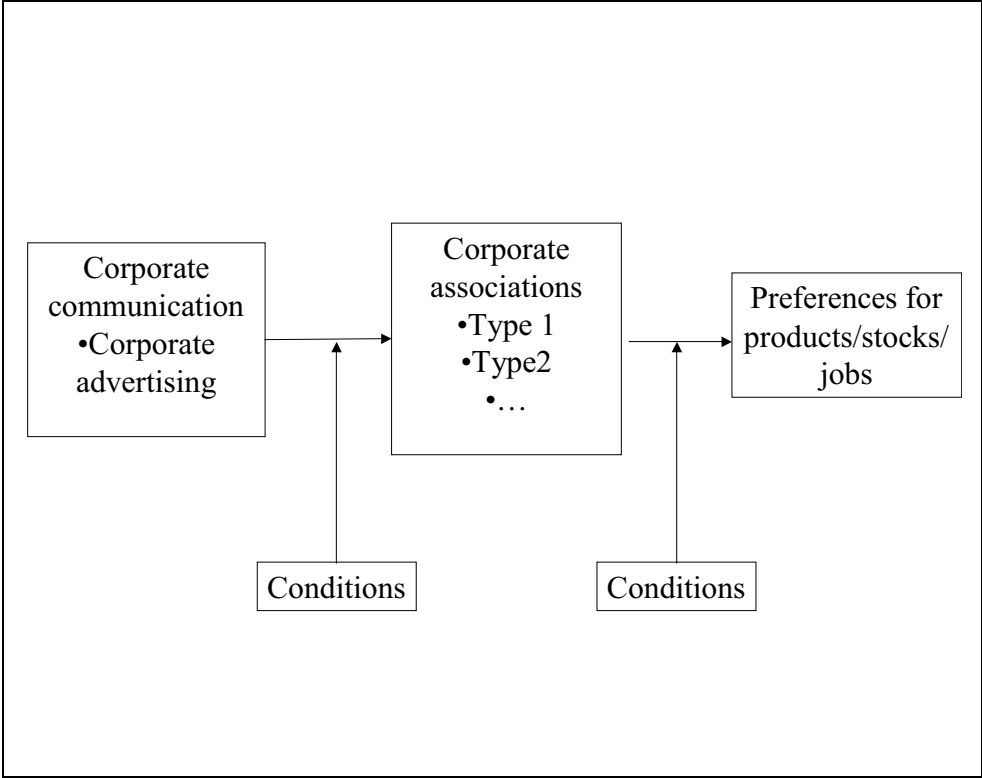 Corporate
communication
•Corporate
advertising
Corporate
associations
•Type 1
•Type2
•…
Preferences for
products/stocks/
jobs
Conditions
Conditions